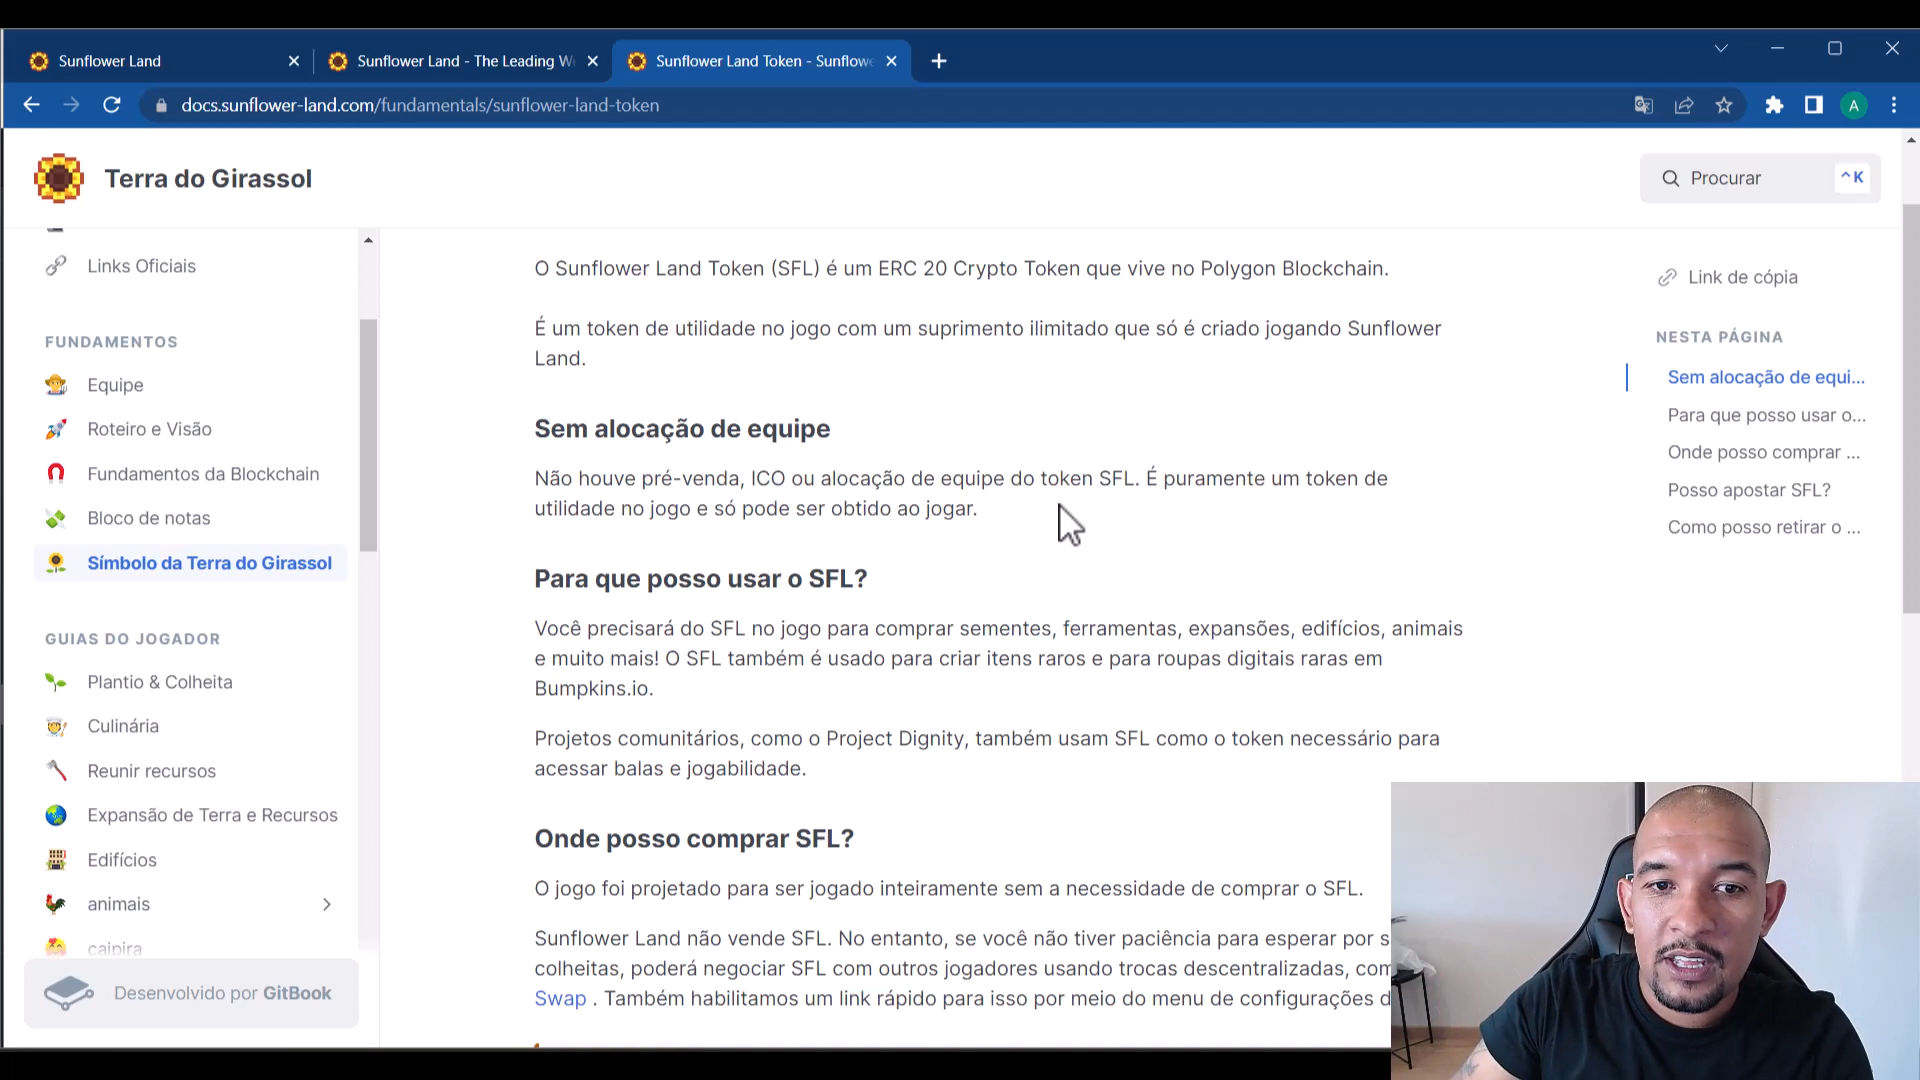 Sunflower Land
Sunflower Land - The Leading W
Sunflower Land Token - Sunflowe
docs.sunflower-land.com/fundamentals/sunflower-land-token
A
Terra do Girassol
Procurar
^K
Links Oficiais
FUNDAMENTOS
Equipe
Roteiro e Visão
Fundamentos da Blockchain
Bloco de notas
Símbolo da Terra do Girassol
GUIAS DO JOGADOR
Plantio & Colheita
Culinária
Reunir recursos
Expansão de Terra e Recursos
Edifícios
animais
caipira
Desenvolvido por GitBook
O Sunflower Land Token (SFL) é um ERC 20 Crypto Token que vive no Polygon Blockchain.
É um token de utilidade no jogo com um suprimento ilimitado que só é criado jogando Sunflower
Land.
Sem alocação de equipe
Não houve pré-venda, ICO ou alocação de equipe do token SFL. É puramente um token de
utilidade no jogo e só pode ser obtido ao jogar.
Para que posso usar o SFL?
Você precisará do SFL no jogo para comprar sementes, ferramentas, expansões, edifícios, animais
e muito mais! O SFL também é usado para criar itens raros e para roupas digitais raras em
Bumpkins.io.
Projetos comunitários, como o Project Dignity, também usam SFL como o token necessário para
acessar balas e jogabilidade.
Onde posso comprar SFL?
O jogo foi projetado para ser jogado inteiramente sem a necessidade de comprar o SFL.
Sunflower Land não vende SFL. No entanto, se você não tiver paciência para esperar por s
colheitas, poderá negociar SFL com outros jogadores usando trocas descentralizadas, com
Swap . Também habilitamos um link rápido para isso por meio do menu de configurações d
Link de cópia
NESTA PÁGINA
Sem alocação de equi...
Para que posso usar o...
Onde posso comprar ...
Posso apostar SFL?
Como posso retirar o ...